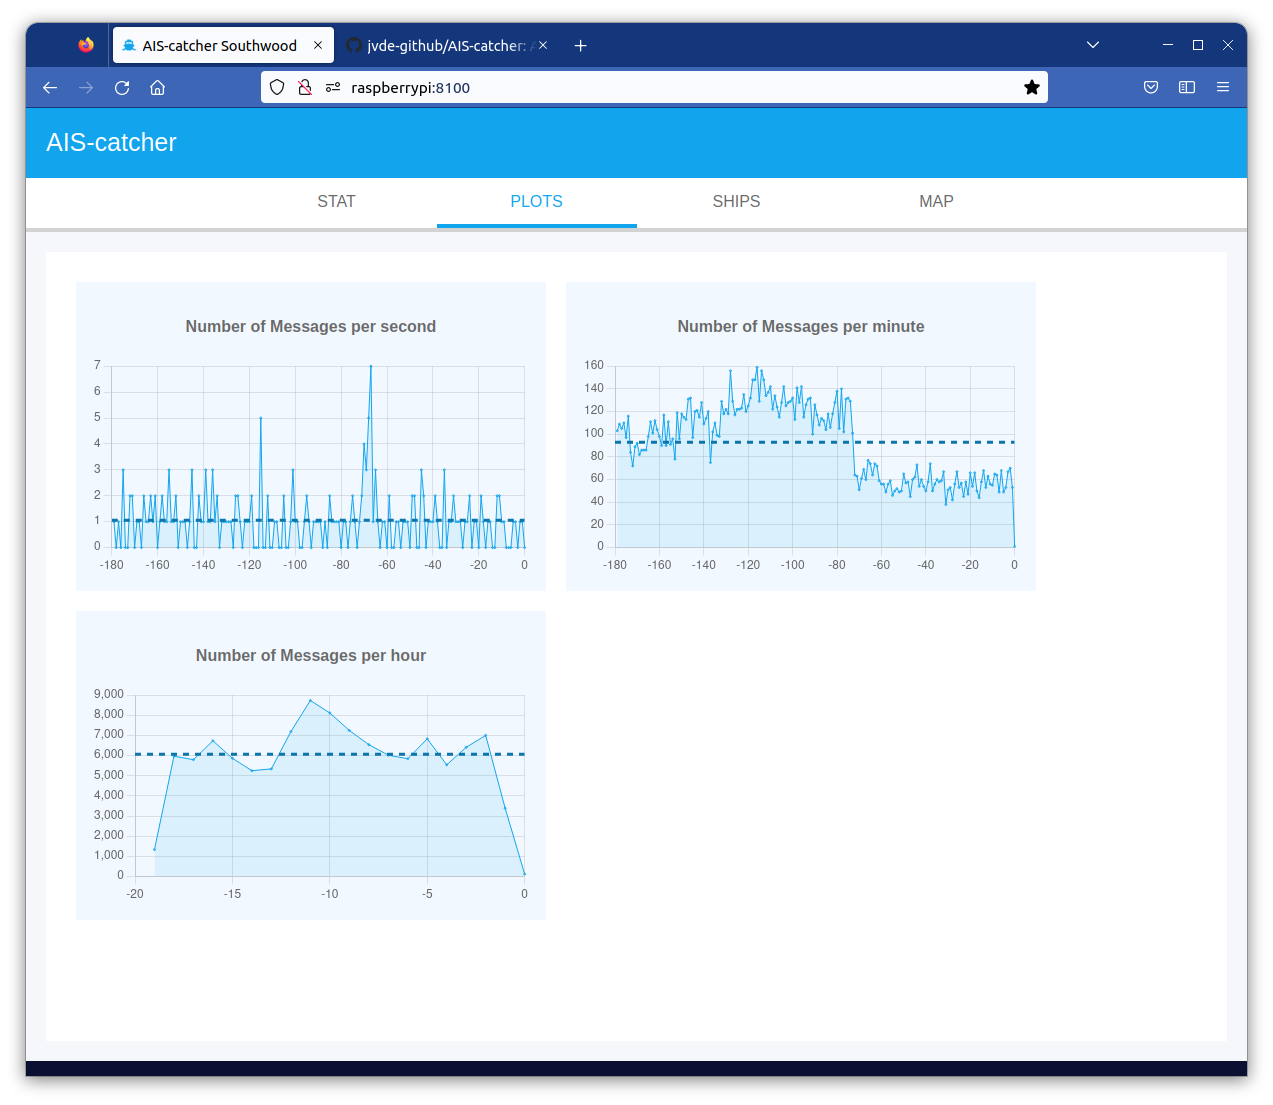 AIS-catcher Southwood
jvde-github/AIS-catcher:
raspberrypi:8100
AIS-catcher
STAT PLOTS SHIPS MAP
Number of Messages per second
7
6
5
4
3
2
1
0
-180 -160 -140 -120 -100 -80 -60 -40 -20 0
Number of Messages per minute
160
140
120
100
80
60
40
20
0
-180 -160 -140 -120 -100 -80 -60 -40 -20 0
Number of Messages per hour
9,000
8,000
7,000
6,000
5,000
4,000
3,000
2,000
1,000
0
-20 -15 -10 -5 0